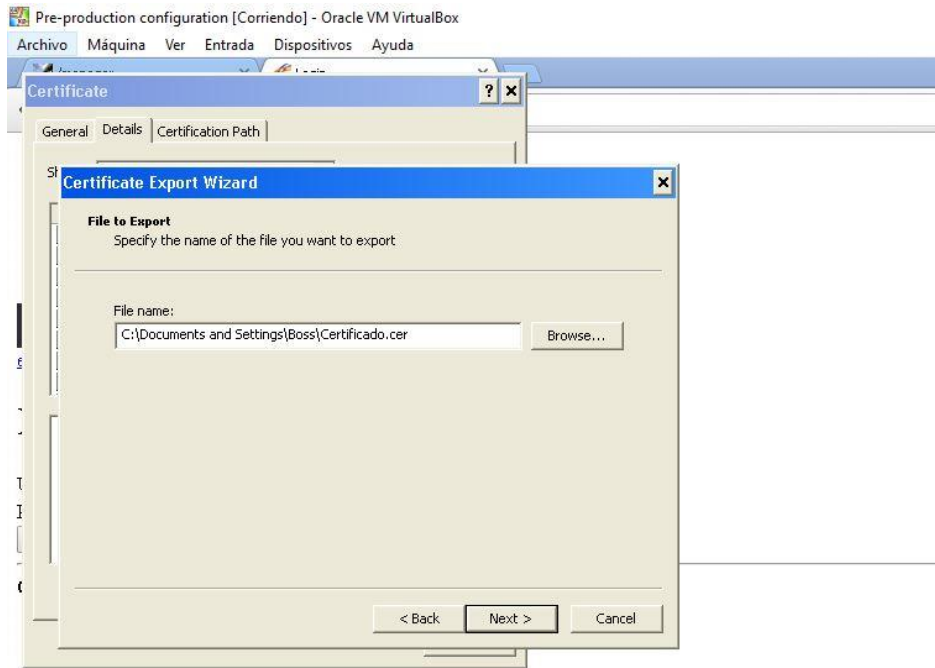 Pre-production configuration [Corriendo] - Oracle VM VirtualBox
Archivo Máquina Ver Entrada Dispositivos Ayuda
Certificate
General Details Certification Path
Certificate Export Wizard
File to Export
Specify the name of the file you want to export
File name:
C:\Documents and Settings\Boss\Certificado.cer
Browse...
< Back Next > Cancel